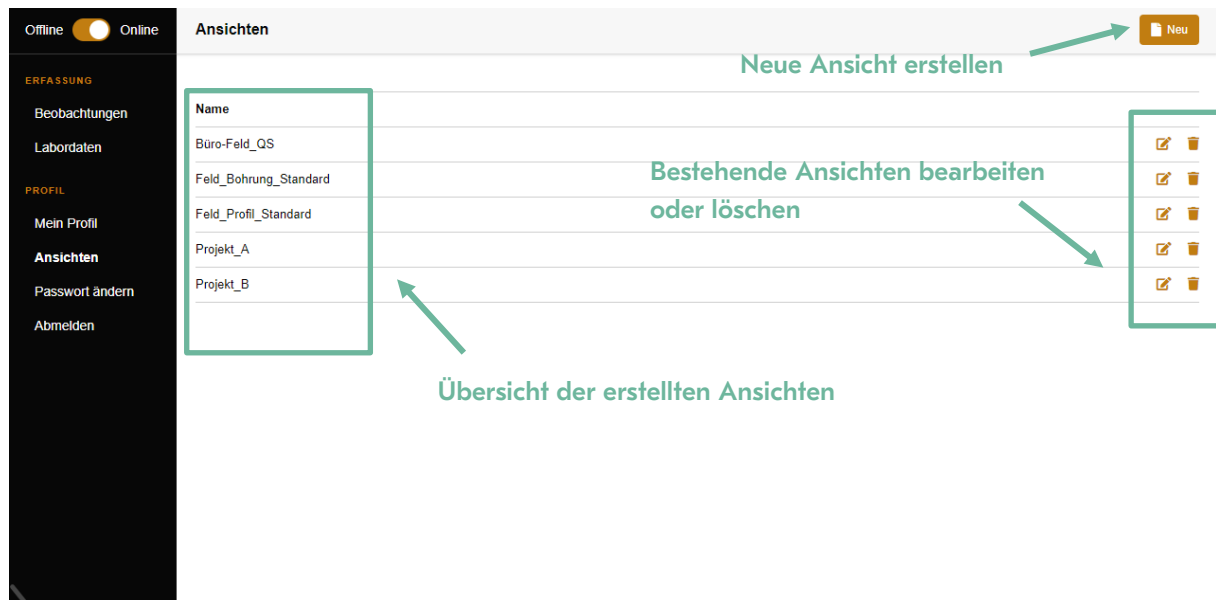 Offline Online
Ansichten
Neu
Neue Ansicht erstellen
ERFASSUNG
Beobachtungen
Labordaten
PROFIL
Mein Profil
Ansichten
Passwort ändern
Abmelden
Name
Büro-Feld_QS
Feld_Bohrung_Standard
Feld_Profil_Standard
Projekt_A
Projekt_B
Bestehende Ansichten bearbeiten
oder löschen
Übersicht der erstellten Ansichten